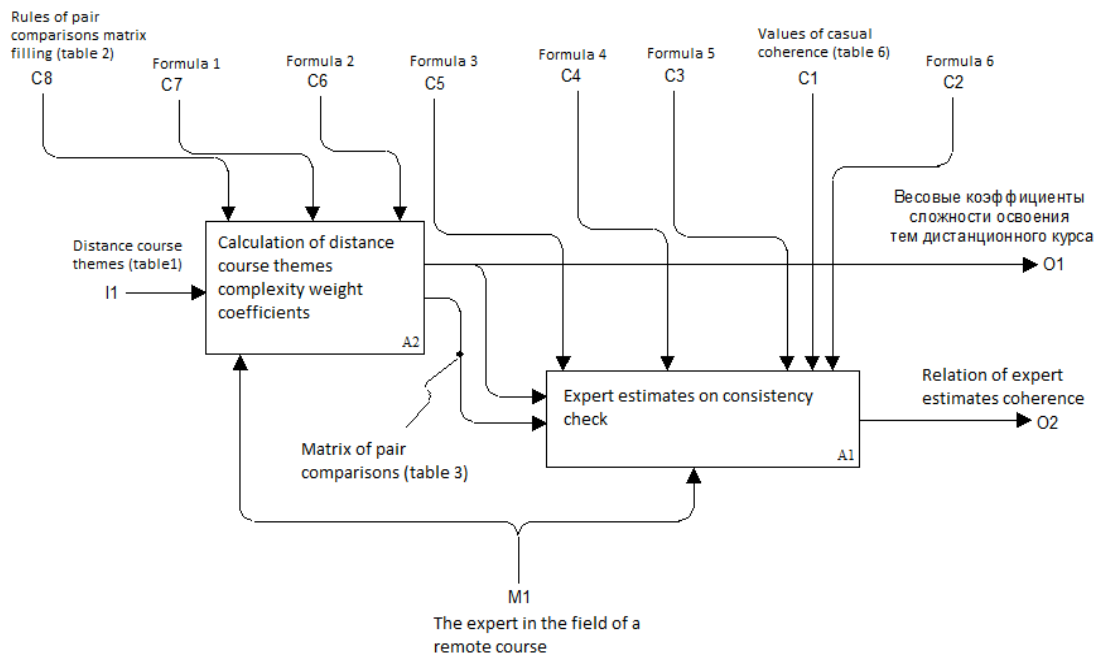 Rules of pair
comparisons matrix
filling (table 2)
C8
Formula 1
C7
Formula 2
C6
Formula 3
C5
Formula 4
C4
Formula 5
C3
Values of casual
coherence (table 6)
C1
Formula 6
C2
Весовые коэффициенты
сложности освоения
тем дистанционного курса
O1
Distance course
themes (table1)
I1
Calculation of distance
course themes
complexity weight
coefficients
A2
Expert estimates on consistency
check
A1
Relation of expert
estimates coherence
O2
Matrix of pair
comparisons (table 3)
M1
The expert in the field of a
remote course